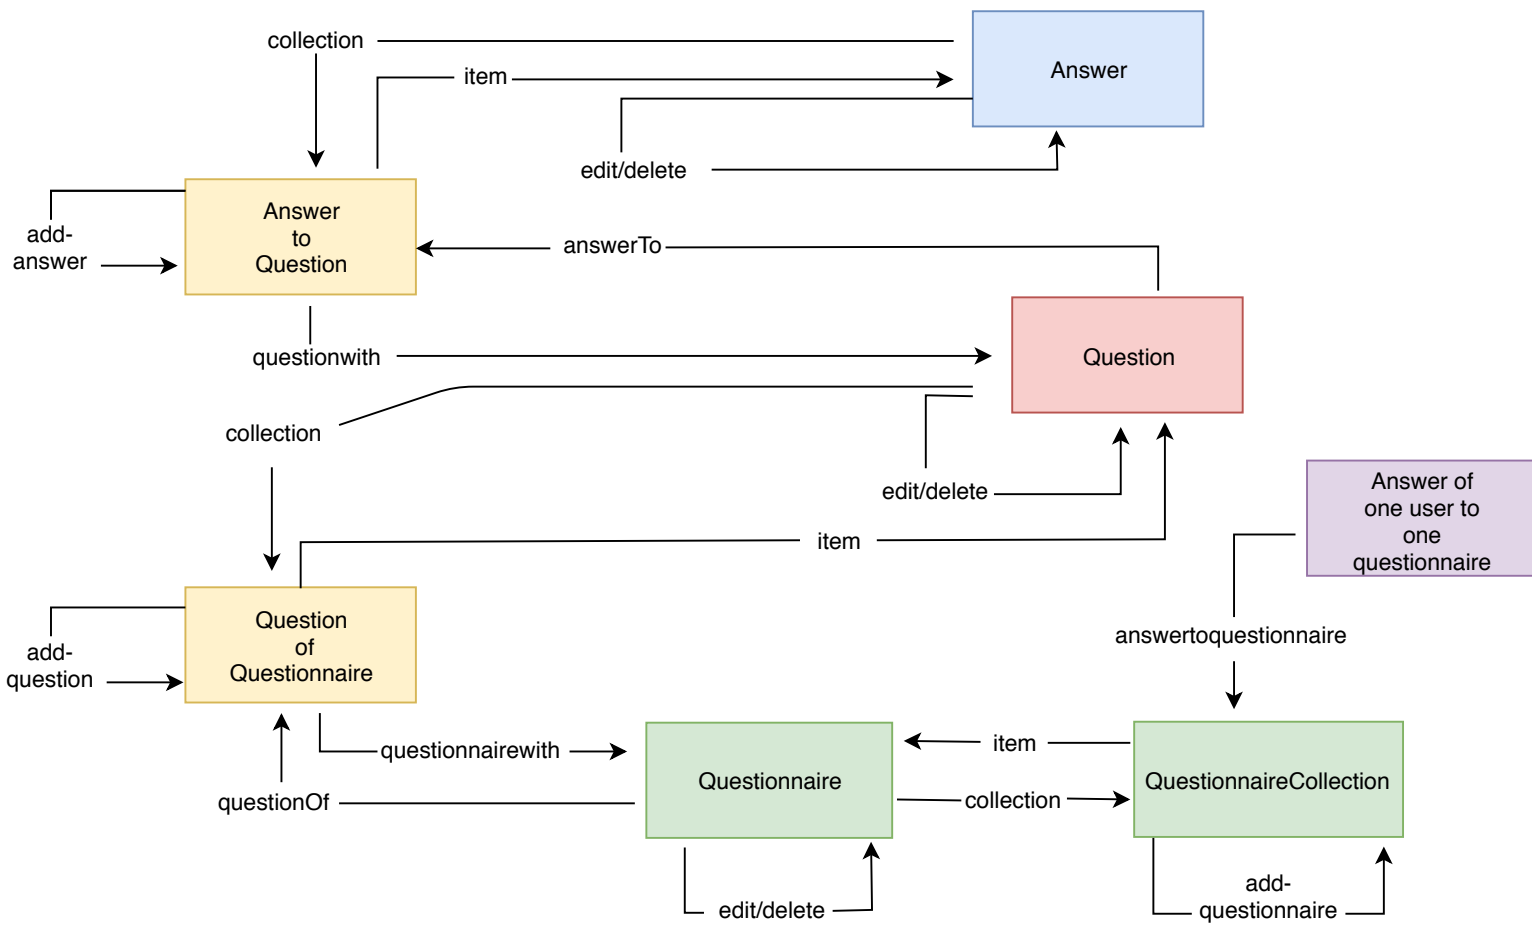 collection
item
Answer
edit/delete
Answer
to
Question
add-
answer
answerTo
questionwith
Question
collection
edit/delete
item
Answer of
one user to
one
questionnaire
Question
of
Questionnaire
add-
question
answertoquestionnaire
questionnairewith
questionOf
Questionnaire
item
collection
QuestionnaireCollection
edit/delete
add-
questionnaire